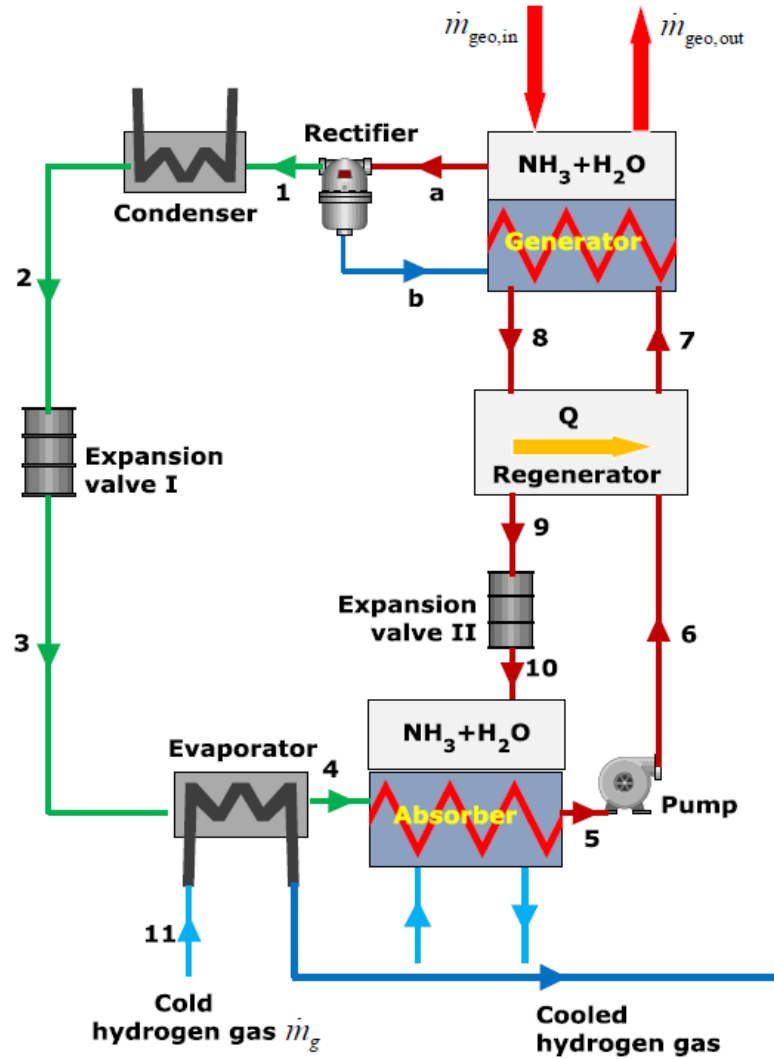 ṁgeo,in
ṁgeo,out
Rectifier
NH₃+H₂O
1
a
Condenser
Generator
2
b
8
7
Q
Regenerator
Expansion
valve I
9
Expansion
valve II
6
3
10
NH₃+H₂O
Evaporator
4
Absorber
Pump
5
11
Cold
hydrogen gas ṁg
Cooled
hydrogen gas